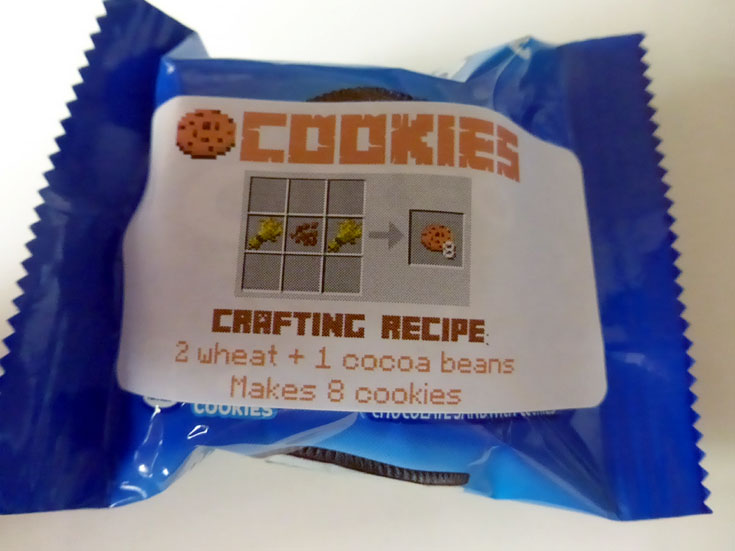 COOKIES
8
CRAFTING RECIPE:
2 wheat + 1 cocoa beans
Makes 8 cookies
COOKIES